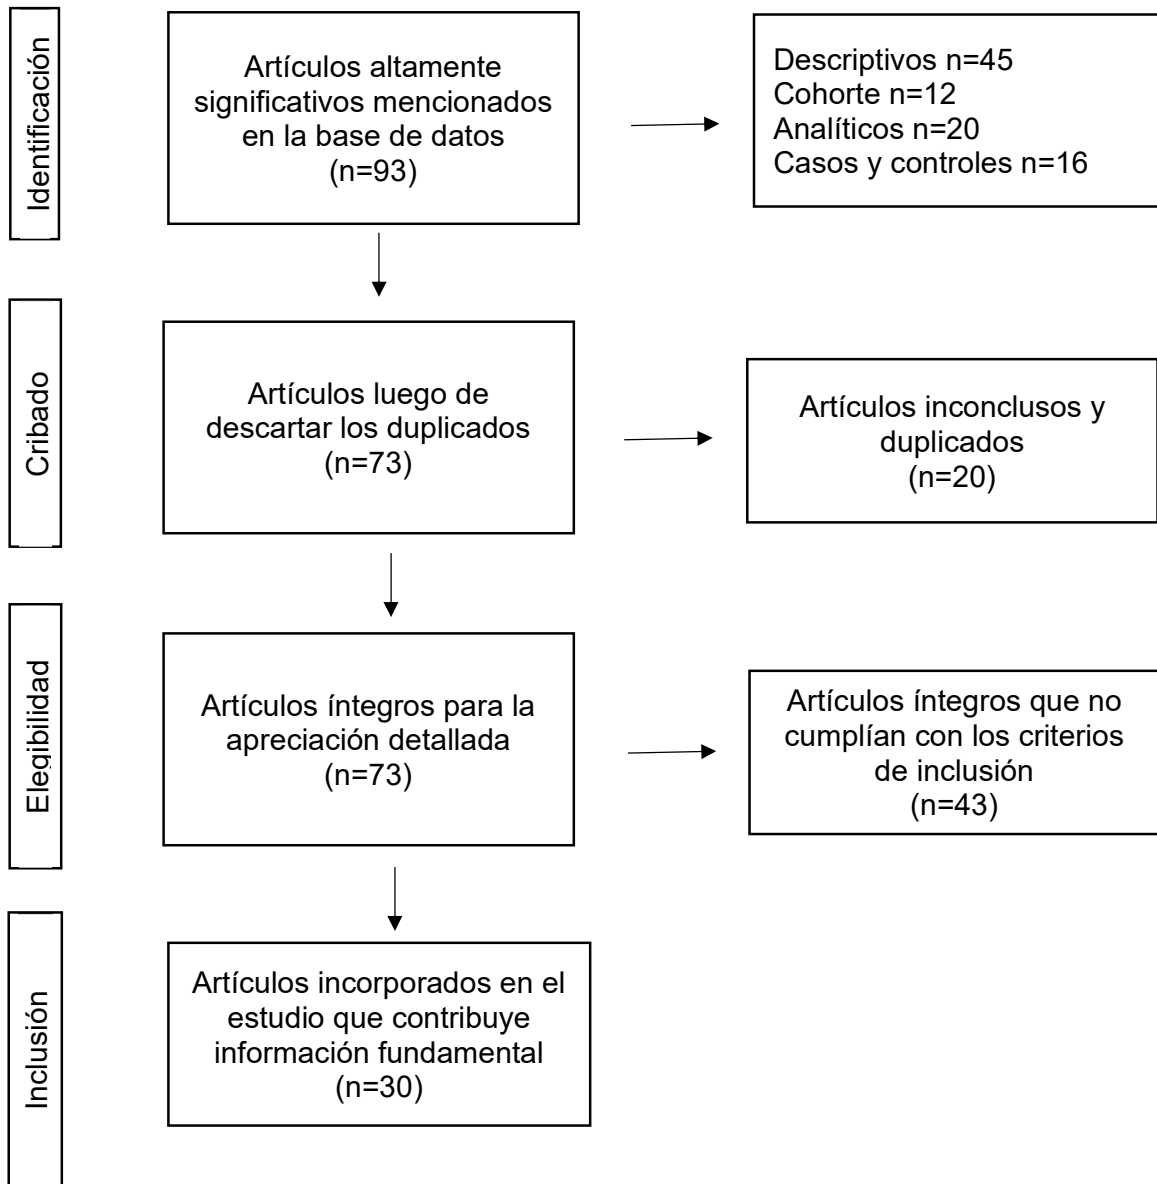 Identificación
Artículos altamente
significativos mencionados
en la base de datos
(n=93)
Descriptivos n=45
Cohorte n=12
Analíticos n=20
Casos y controles n=16
Cribado
Artículos luego de
descartar los duplicados
(n=73)
Artículos inconclusos y
duplicados
(n=20)
Elegibilidad
Artículos íntegros para la
apreciación detallada
(n=73)
Artículos íntegros que no
cumplían con los criterios
de inclusión
(n=43)
Inclusión
Artículos incorporados en el
estudio que contribuye
información fundamental
(n=30)